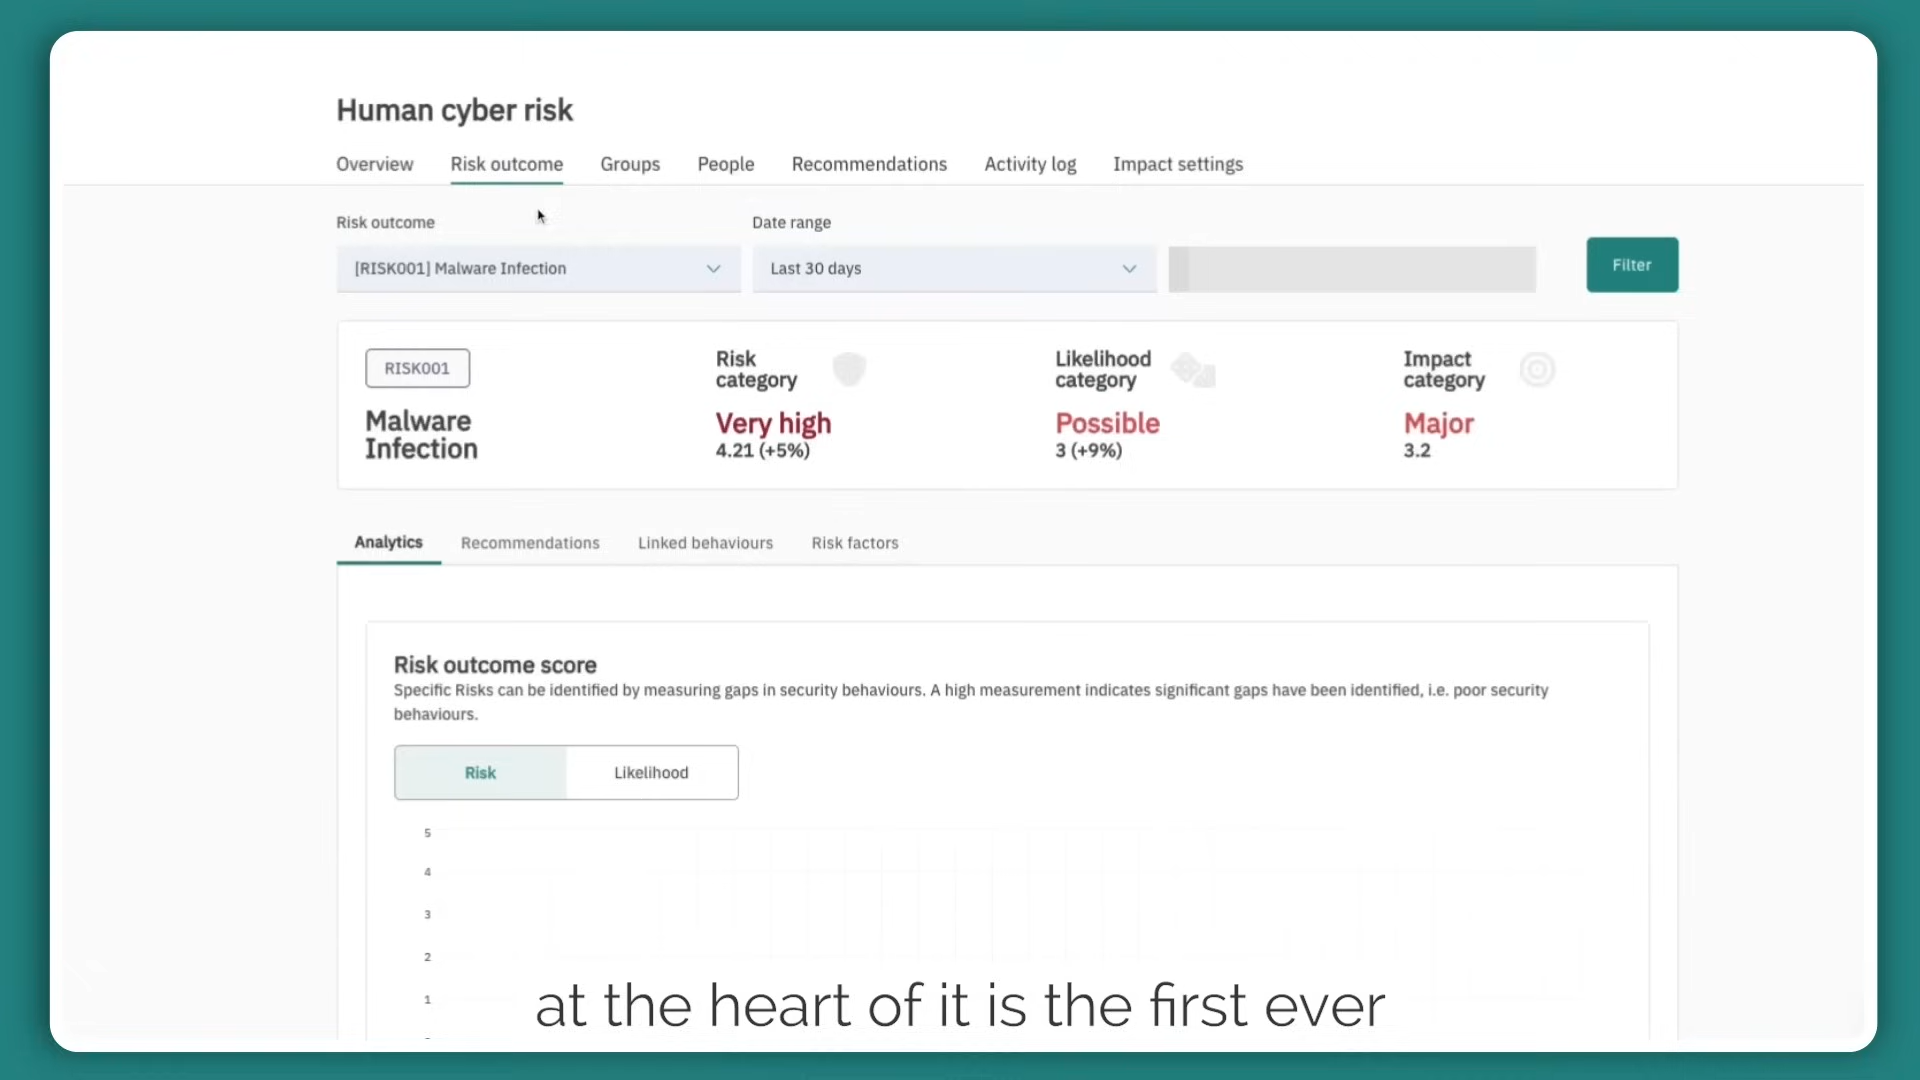 Human cyber risk
Overview Risk outcome Groups People Recommendations Activity log Impact settings
Risk outcome Date range
[RISK001] Malware Infection Last 30 days Filter
RISK001
Malware
Infection
Risk
category
Very high
4.21 (+5%)
Likelihood
category
Possible
3 (+9%)
Impact
category
Major
3.2
Analytics Recommendations Linked behaviours Risk factors
Risk outcome score
Specific Risks can be identified by measuring gaps in security behaviours. A high measurement indicates significant gaps have been identified, i.e. poor security
behaviours.
Risk Likelihood
5
4
3
2
1
at the heart of it is the first ever